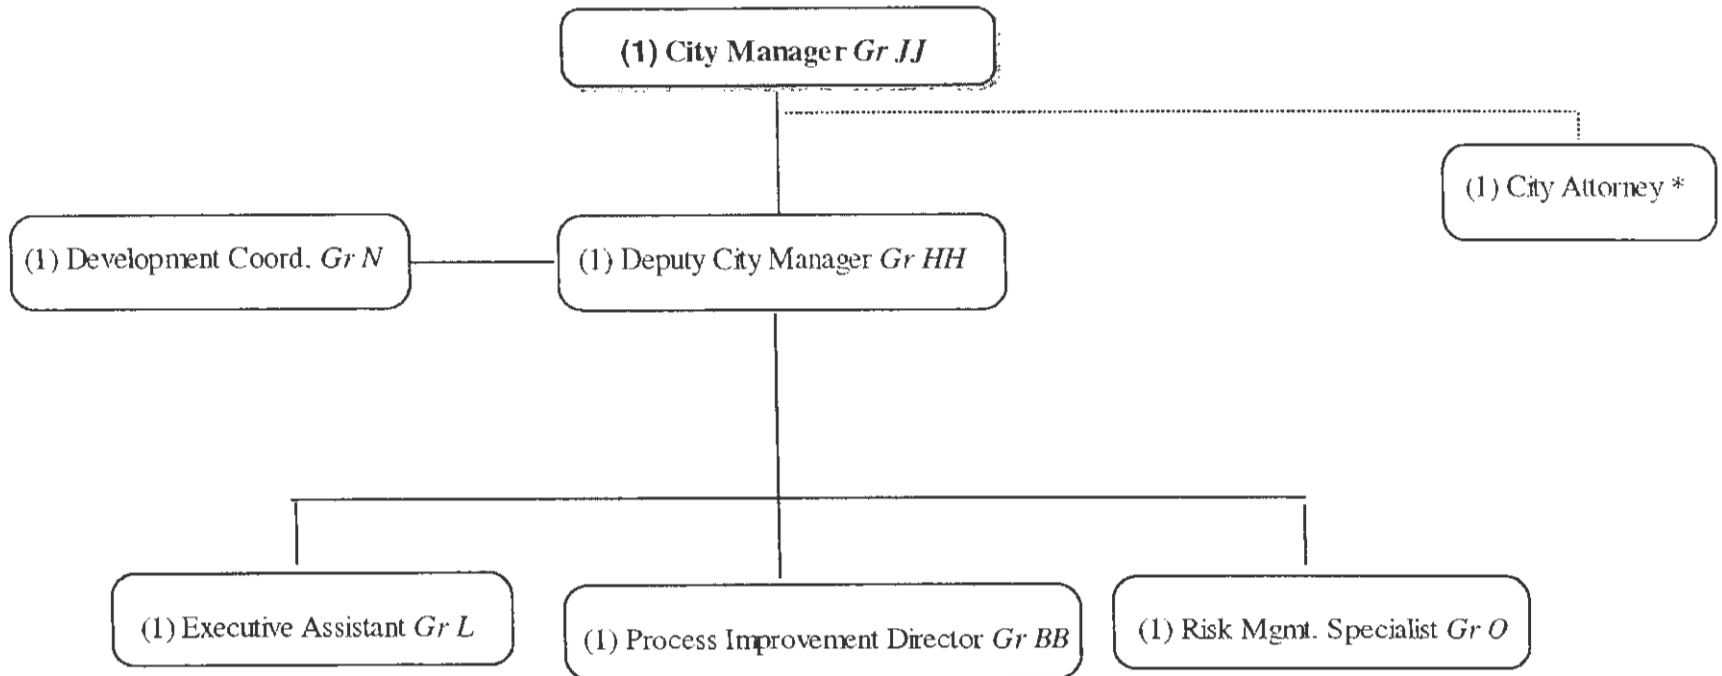 (1) City Manager Gr JJ
(1) City Attorney *
(1) Development Coord. Gr N
(1) Deputy City Manager Gr HH
(1) Executive Assistant Gr L
(1) Process Improvement Director Gr BB
(1) Risk Mgmt. Specialist Gr O